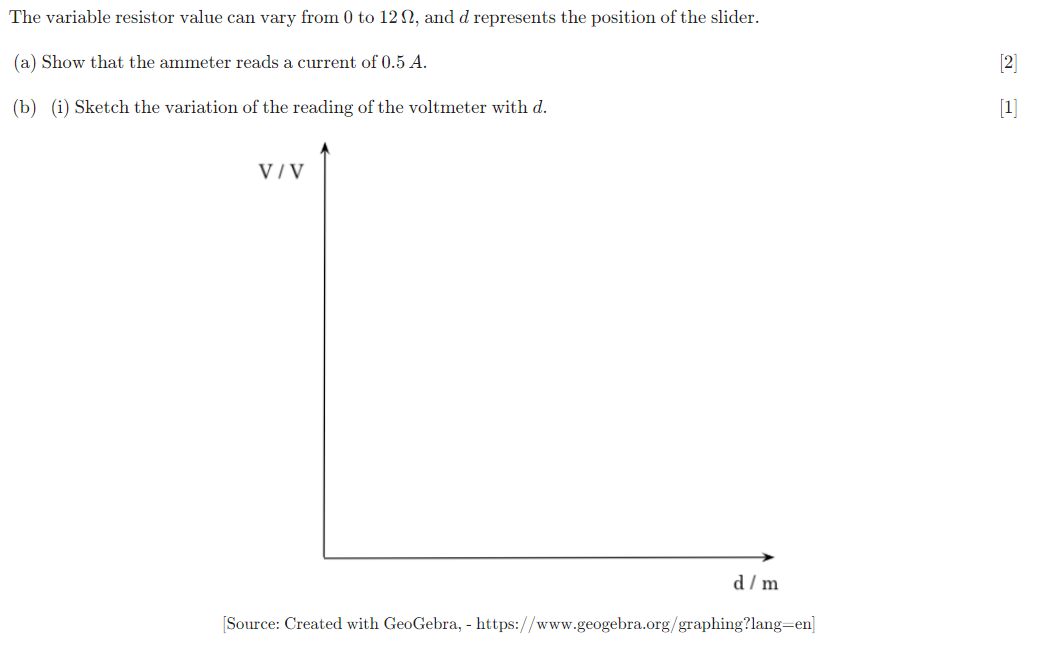 The variable resistor value can vary from 0 to 12 Ω, and d represents the position of the slider.
(a) Show that the ammeter reads a current of 0.5 A. [2]
(b) (i) Sketch the variation of the reading of the voltmeter with d. [1]
V / V
d / m
[Source: Created with GeoGebra, - https://www.geogebra.org/graphing?lang=en]